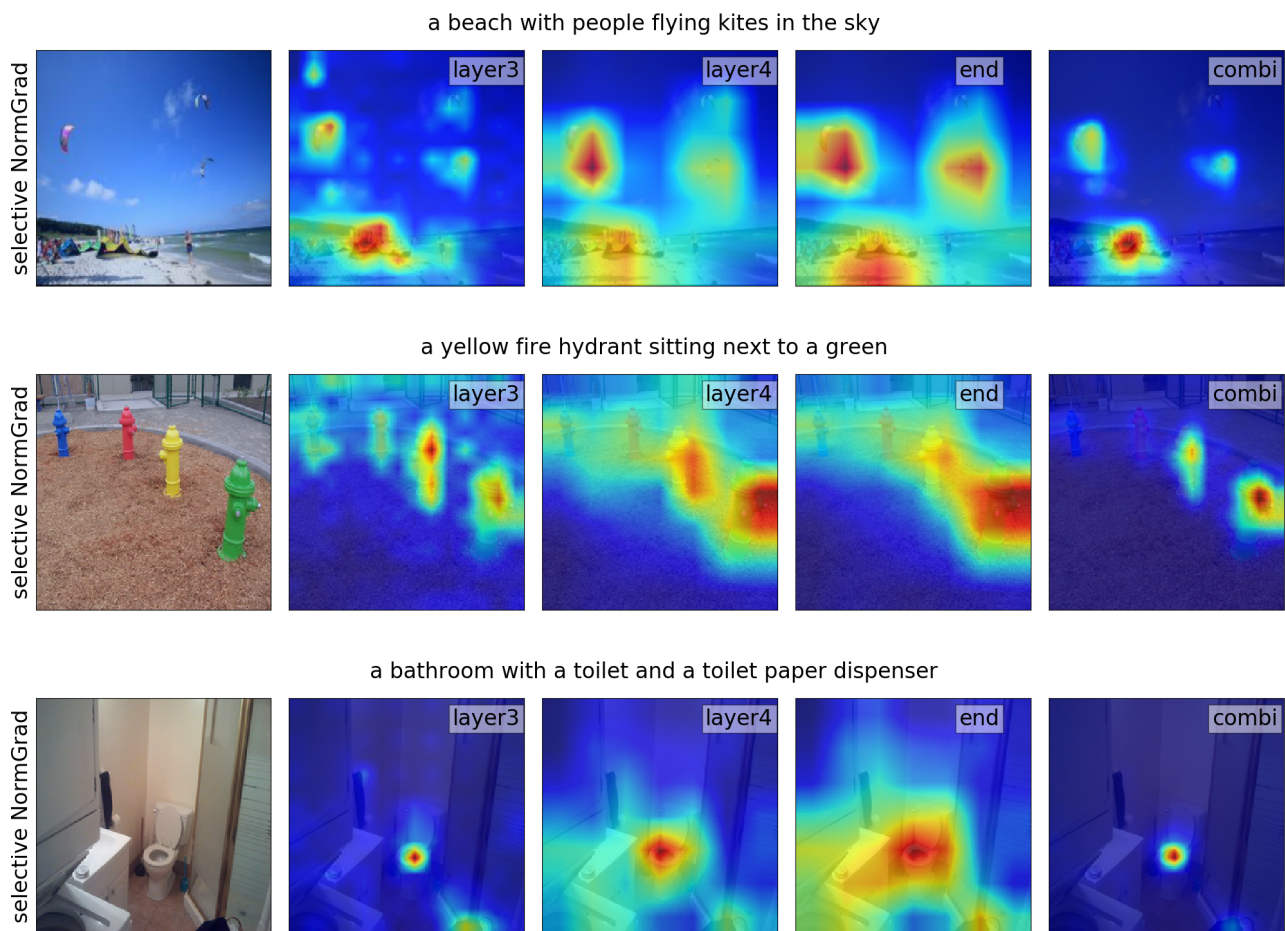 a beach with people flying kites in the sky
selective NormGrad
layer3
layer4
end
combi
a yellow fire hydrant sitting next to a green
selective NormGrad
layer3
layer4
end
combi
a bathroom with a toilet and a toilet paper dispenser
selective NormGrad
layer3
layer4
end
combi